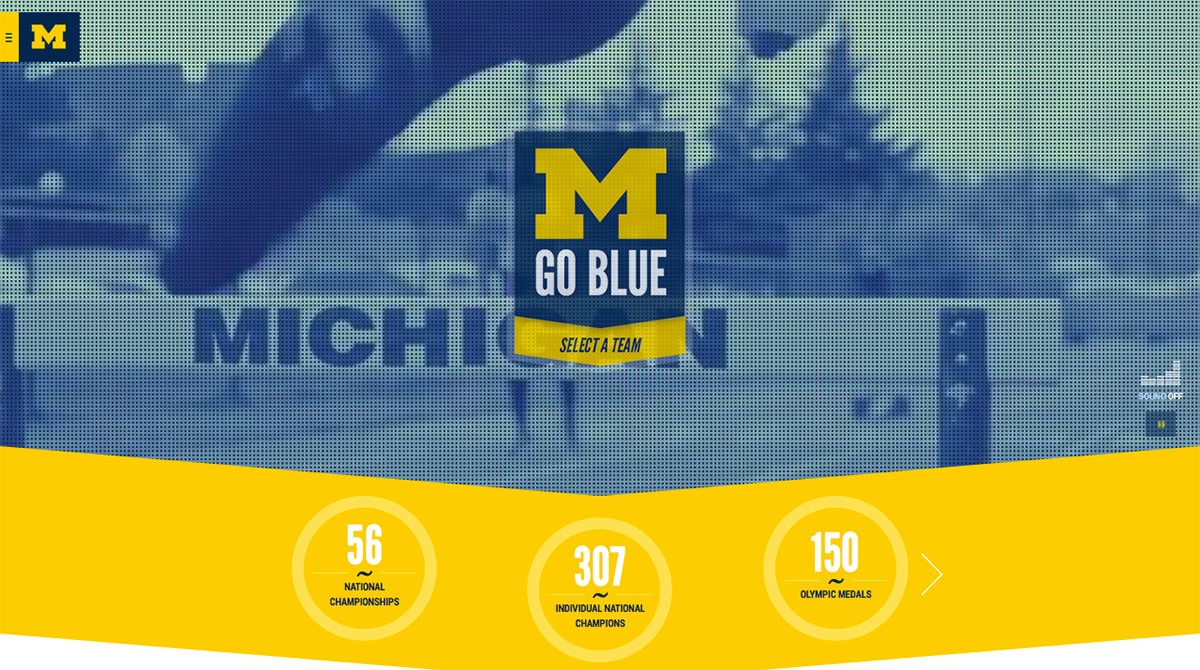 M
M
GO BLUE
SELECT A TEAM
MICHIGAN
SOUND OFF
56
NATIONAL
CHAMPIONSHIPS
307
INDIVIDUAL NATIONAL
CHAMPIONS
150
OLYMPIC MEDALS